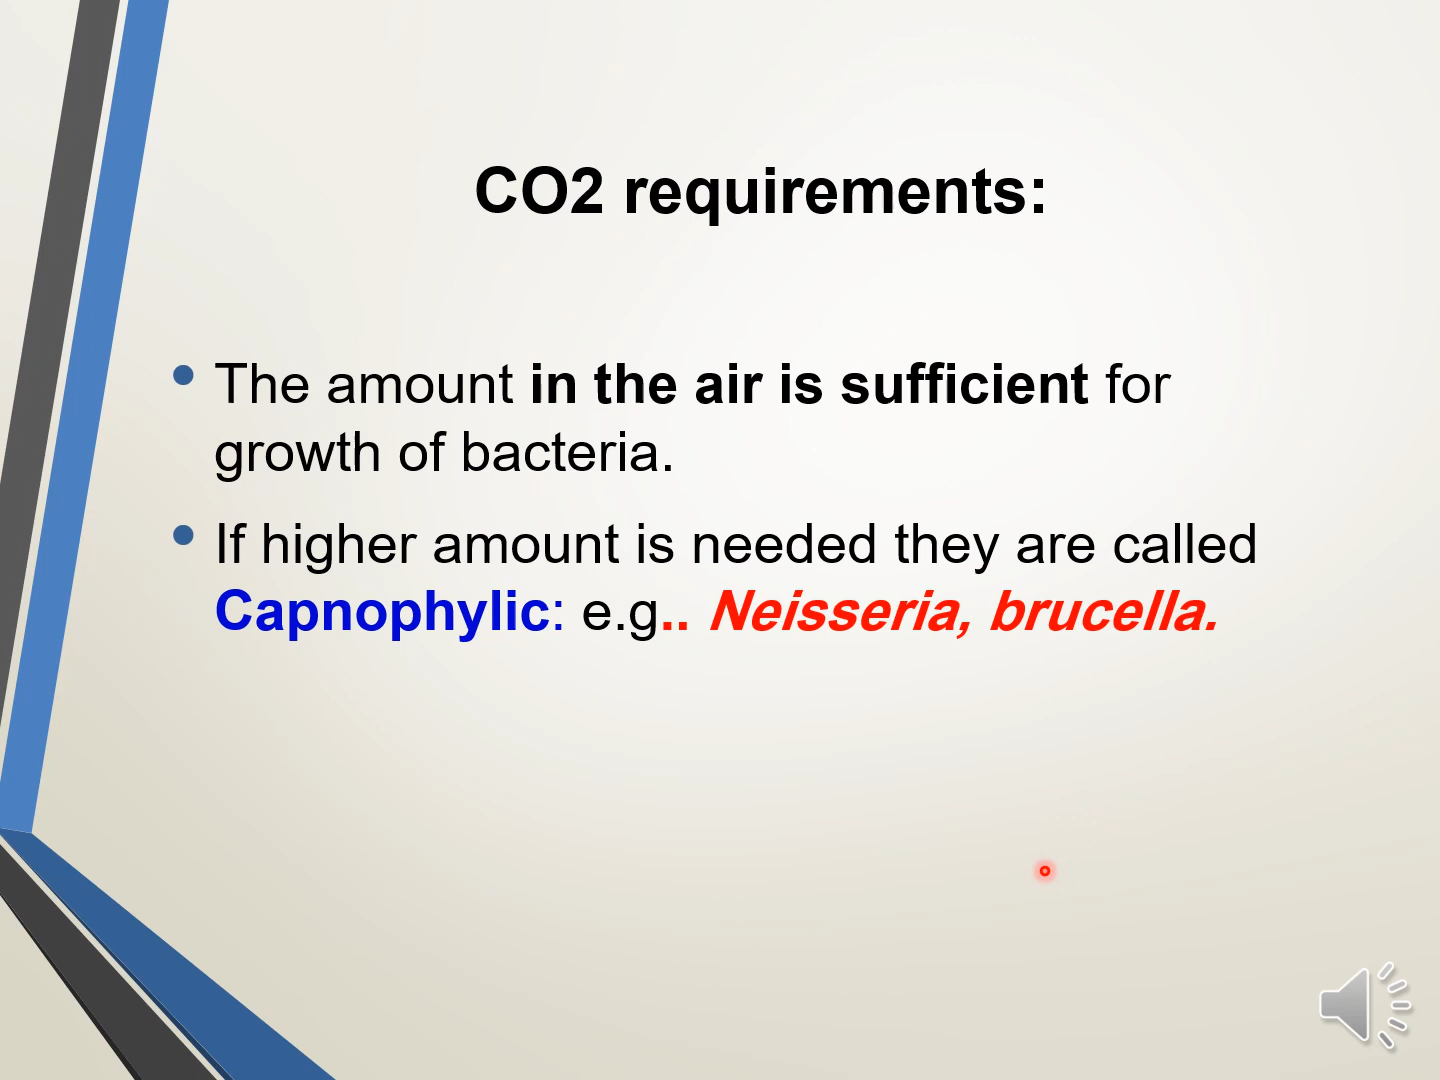 CO2 requirements:
• The amount in the air is sufficient for
growth of bacteria.
• If higher amount is needed they are called
Capnophylic: e.g.. Neisseria, brucella.